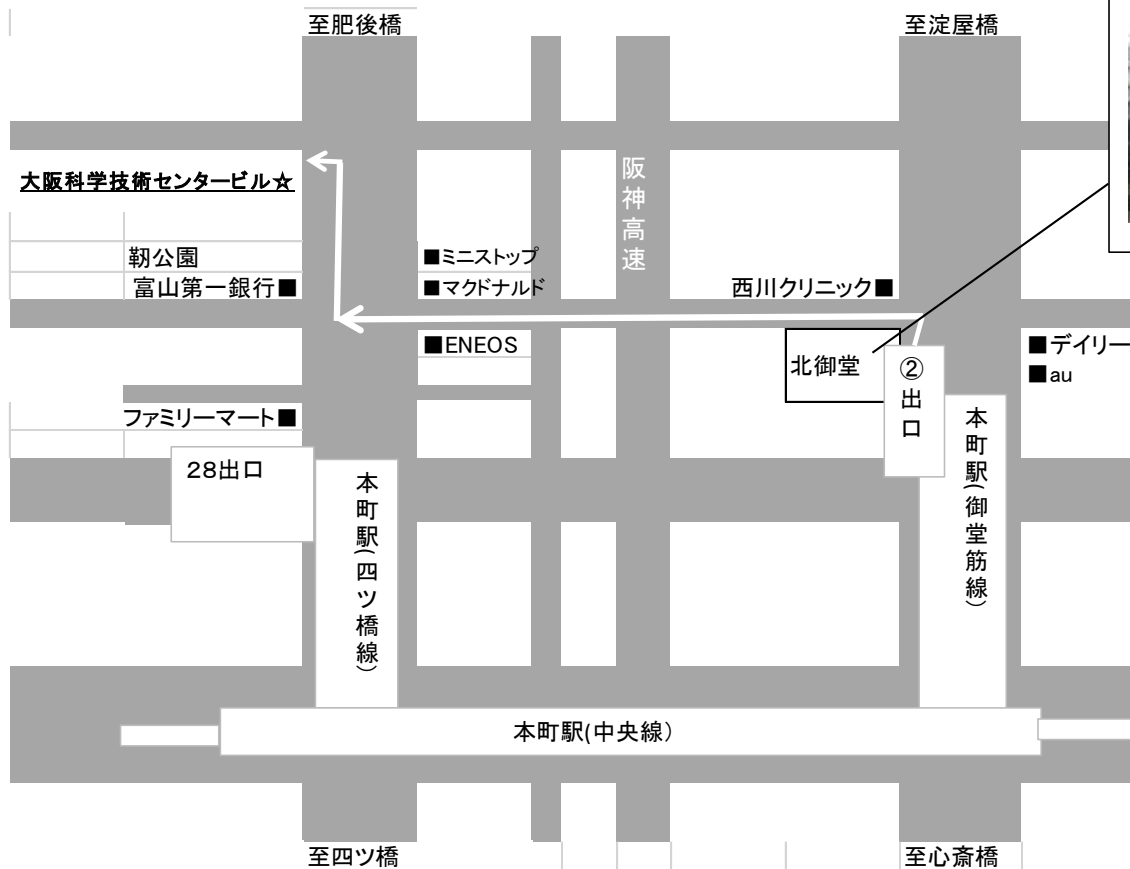 至肥後橋
至淀屋橋
大阪科学技術センタービル☆
阪神高速
靭公園
■ミニストップ
富山第一銀行■
■マクドナルド
西川クリニック■
■ENEOS
北御堂
②出口
■デイリー
■au
ファミリーマート■
28出口
本町駅(四ツ橋線)
本町駅(御堂筋線)
本町駅(中央線)
至四ツ橋
至心斎橋